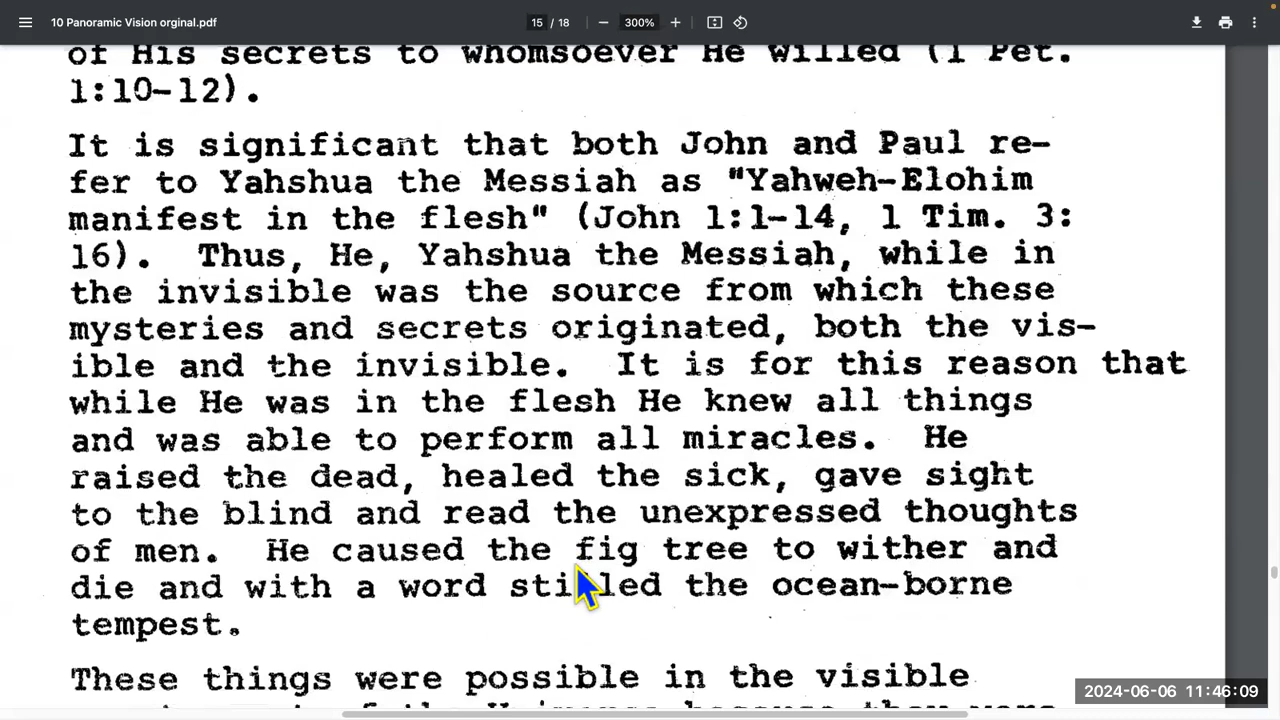 10 Panoramic Vision orginal.pdf
15 / 18
300%
of His secrets to whomsoever He willed (1 Pet.
1:10-12).
It is significant that both John and Paul re-
fer to Yahshua the Messiah as "Yahweh-Elohim
manifest in the flesh" (John 1:1-14, 1 Tim. 3:
16). Thus, He, Yahshua the Messiah, while in
the invisible was the source from which these
mysteries and secrets originated, both the vis-
ible and the invisible. It is for this reason that
while He was in the flesh He knew all things
and was able to perform all miracles. He
raised the dead, healed the sick, gave sight
to the blind and read the unexpressed thoughts
of men. He caused the fig tree to wither and
die and with a word stilled the ocean-borne
tempest.
These things were possible in the visible
because they were
2024-06-06 11:46:09